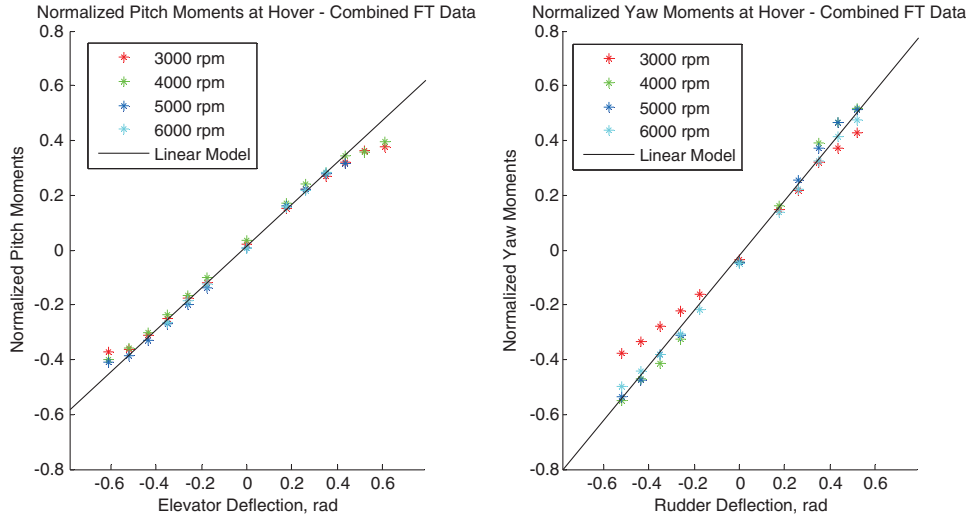 Normalized Pitch Moments at Hover - Combined FT Data
0.8
0.6
0.4
0.2
0
-0.2
-0.4
-0.6
-0.8
Normalized Pitch Moments
3000 rpm
4000 rpm
5000 rpm
6000 rpm
Linear Model
-0.6 -0.4 -0.2 0 0.2 0.4 0.6
Elevator Deflection, rad
Normalized Yaw Moments at Hover - Combined FT Data
0.8
0.6
0.4
0.2
0
-0.2
-0.4
-0.6
-0.8
Normalized Yaw Moments
3000 rpm
4000 rpm
5000 rpm
6000 rpm
Linear Model
-0.6 -0.4 -0.2 0 0.2 0.4 0.6
Rudder Deflection, rad